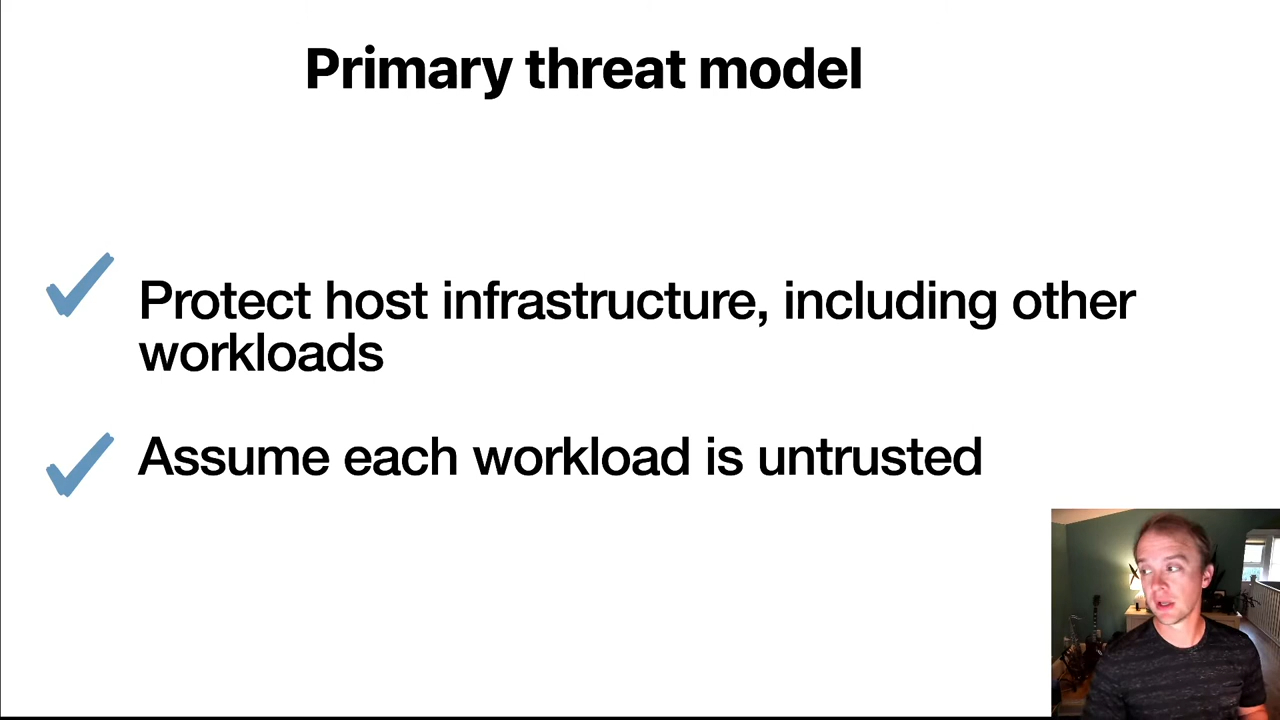 Primary threat model
Protect host infrastructure, including other
workloads
Assume each workload is untrusted